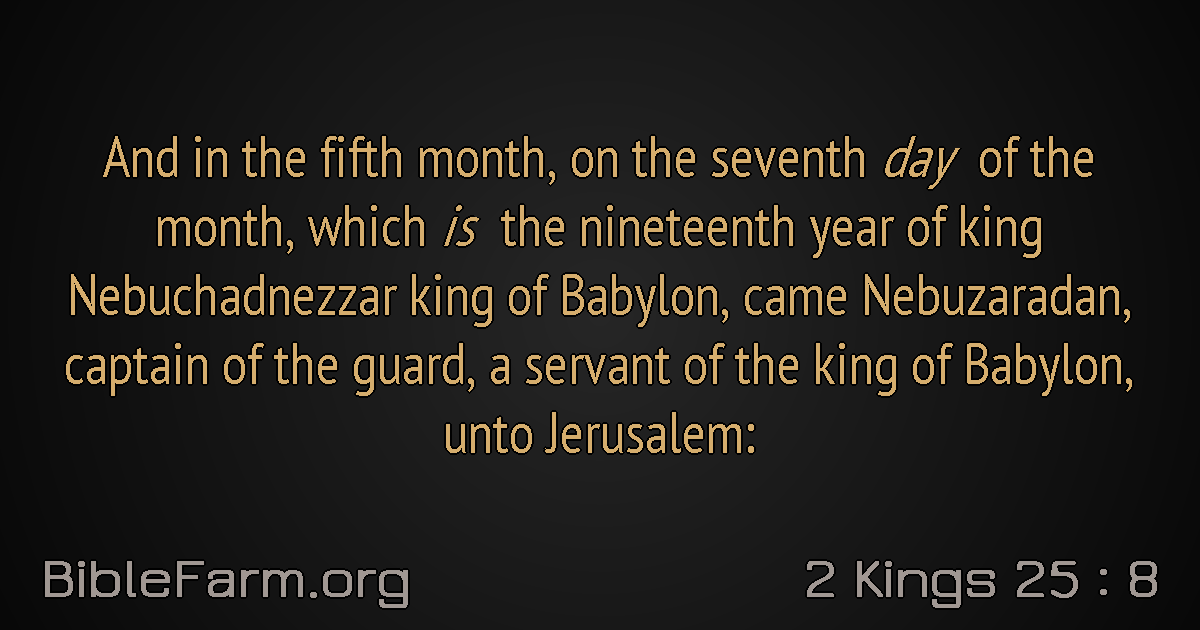 And in the fifth month, on the seventh day of the
month, which is the nineteenth year of king
Nebuchadnezzar king of Babylon, came Nebuzaradan,
captain of the guard, a servant of the king of Babylon,
unto Jerusalem:
BibleFarm.org
2 Kings 25 : 8